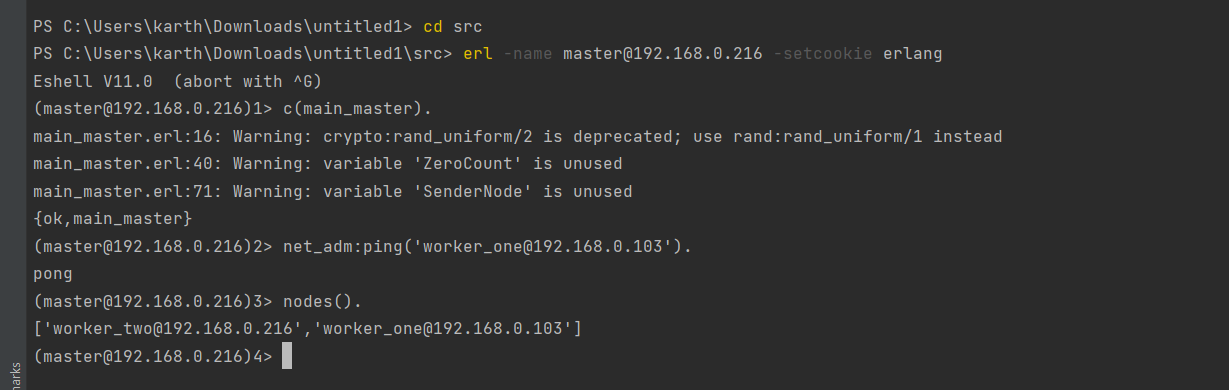 PS C:\Users\karth\Downloads\untitled1> cd src
PS C:\Users\karth\Downloads\untitled1\src> erl -name master@192.168.0.216 -setcookie erlang
Eshell V11.0  (abort with ^G)
(master@192.168.0.216)1> c(main_master).
main_master.erl:16: Warning: crypto:rand_uniform/2 is deprecated; use rand:rand_uniform/1 instead
main_master.erl:40: Warning: variable 'ZeroCount' is unused
main_master.erl:71: Warning: variable 'SenderNode' is unused
{ok,main_master}
(master@192.168.0.216)2> net_adm:ping('worker_one@192.168.0.103').
pong
(master@192.168.0.216)3> nodes().
['worker_two@192.168.0.216','worker_one@192.168.0.103']
(master@192.168.0.216)4>
arks